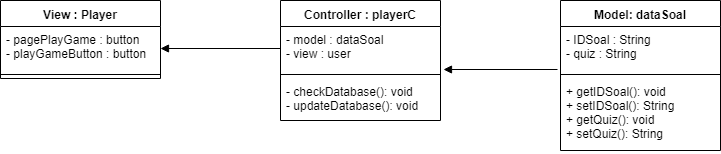 View : Player
- pagePlayGame : button
- playGameButton : button
Controller : playerC
- model : dataSoal
- view : user
- checkDatabase(): void
- updateDatabase(): void
Model: dataSoal
- IDSoal : String
- quiz : String
+ getIDSoal(): void
+ setIDSoal(): String
+ getQuiz(): void
+ setQuiz(): String